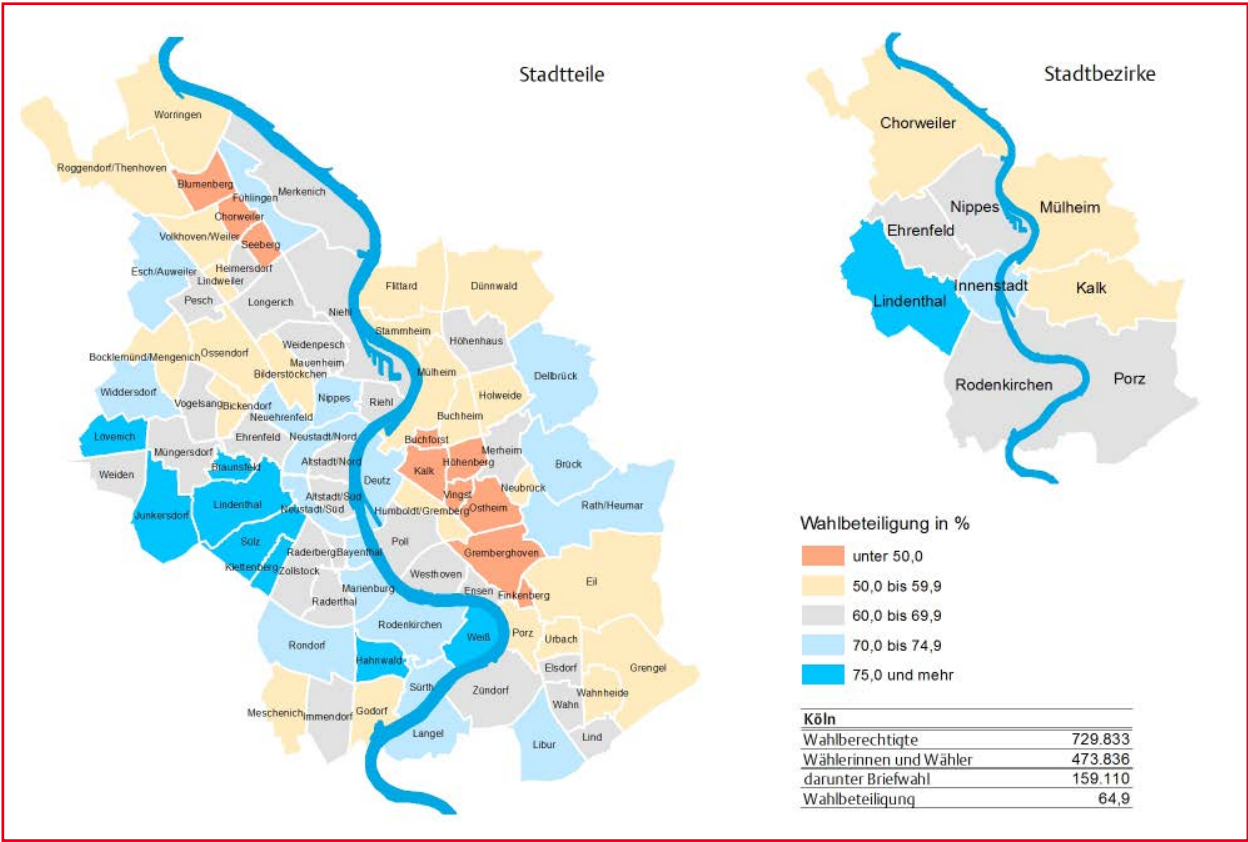 Stadtteile
Worringen
Roggendorf/Thenhoven
Blumenberg
Fühlingen
Merkenich
Chorweiler
Volkhoven/Weiler
Seeberg
Heimersdorf
Esch/Auweiler
Lindweiler
Pesch
Longerich
Niehl
Flittard
Dünnwald
Stammheim
Höhenhaus
Weidenpesch
Bocklemünd/Mengenich
Ossendorf
Mauenheim
Bilderstöckchen
Mülheim
Dellbrück
Widdersdorf
Vogelsang
Bickendorf
Nippes
Riehl
Holweide
Neuehrenfeld
Buchheim
Lövenich
Ehrenfeld
Neustadt/Nord
Buchforst
Müngersdorf
Merheim
Altstadt/Nord
Höhenberg
Braunsfeld
Kalk
Brück
Weiden
Deutz
Vingst
Neubrück
Lindenthal
Altstadt/Süd
Neustadt/Süd
Humboldt/Gremberg
Ostheim
Rath/Heumar
Junkersdorf
Sülz
Raderberg
Bayenthal
Poll
Gremberghoven
Klettenberg
Zollstock
Westhoven
Eil
Marienburg
Ensen
Raderthal
Finkenberg
Rodenkirchen
Weiß
Porz
Urbach
Rondorf
Hahnwald
Elsdorf
Grengel
Sürth
Zündorf
Wahnheide
Wahn
Meschenich
Immendorf
Godorf
Langel
Libur
Lind
Stadtbezirke
Chorweiler
Nippes
Mülheim
Ehrenfeld
Innenstadt
Kalk
Lindenthal
Rodenkirchen
Porz
Wahlbeteiligung in %
unter 50,0
50,0 bis 59,9
60,0 bis 69,9
70,0 bis 74,9
75,0 und mehr
Köln
Wahlberechtigte 729.833
Wählerinnen und Wähler 473.836
darunter Briefwahl 159.110
Wahlbeteiligung 64,9